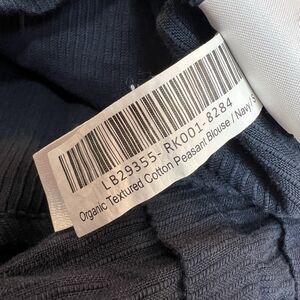 LB29355-RK001-8284
Organic Textured Cotton Peasant Blouse / Navy / S